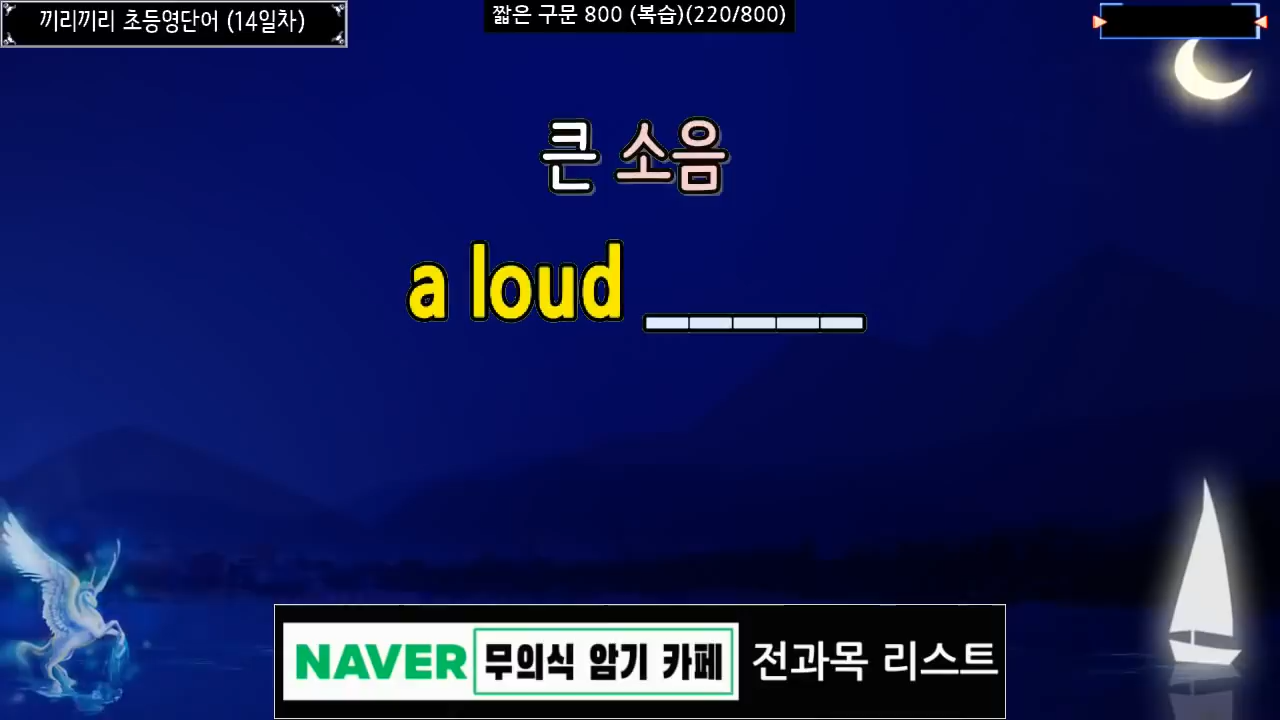 끼리끼리 초등영단어 (14일차)
짧은 구문 800 (복습)(220/800)
큰 소음
a loud _____
NAVER 무의식 암기 카페 전과목 리스트